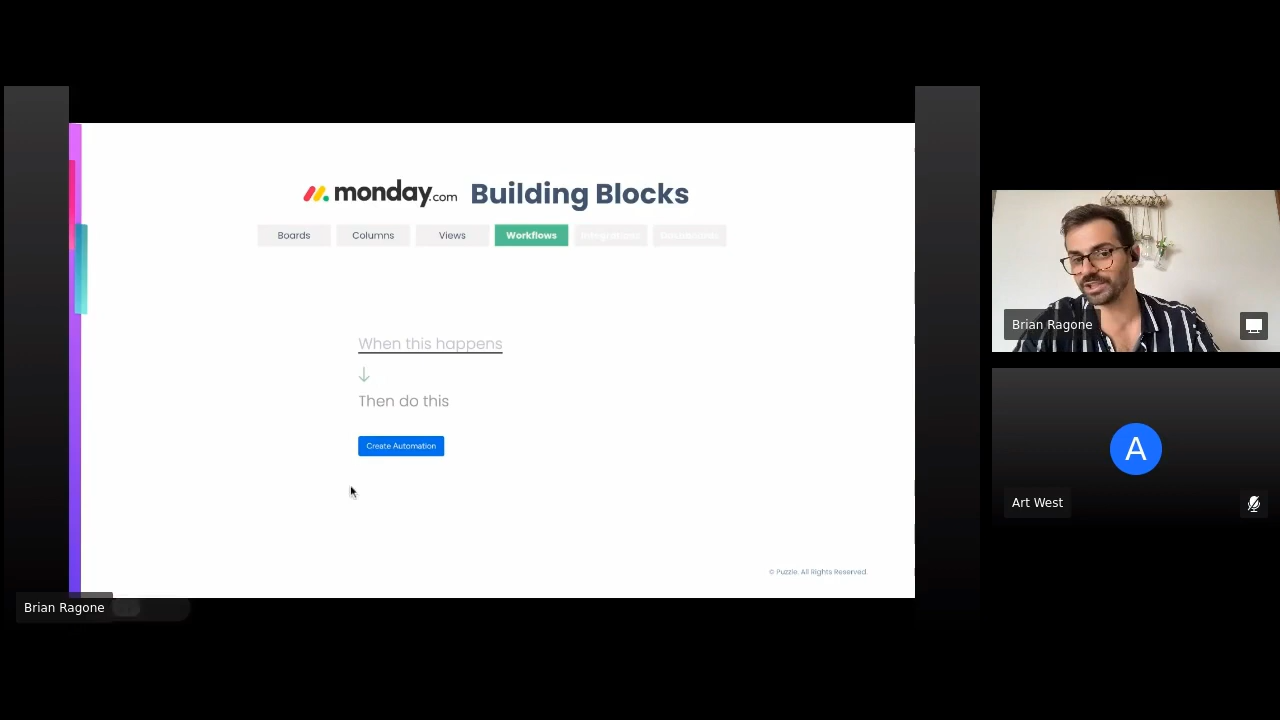 monday.com Building Blocks
Boards Columns Views Workflows Integrations
When this happens
Then do this
Create Automation
© Puzzle. All Rights Reserved.
Brian Ragone
Brian Ragone
A
Art West